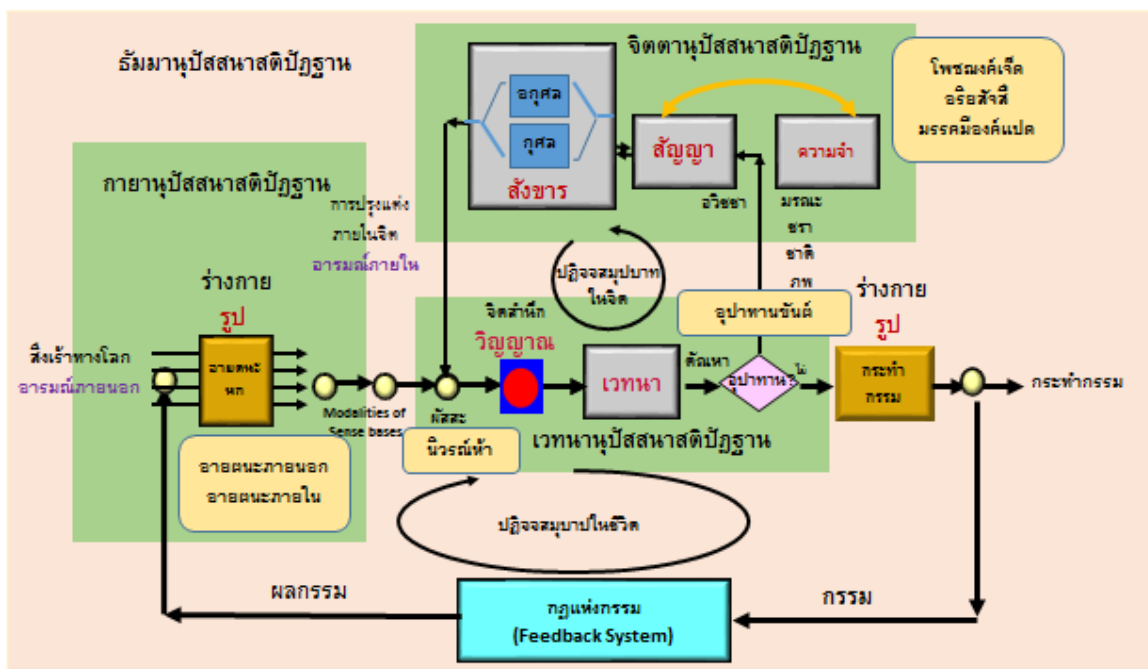 ธัมมานุปัสสนาสติปัฏฐาน
จิตตานุปัสสนาสติปัฏฐาน
โพชฌงค์เจ็ด
อริอสัจสี่
มรรคมีองค์แปด
อกุศล
กุศล
สังขาร
สัญญา
ความจำ
อวิชชา
มรณะ
ชรา
ชาติ
ภพ
กายานุปัสสนาสติปัฏฐาน
การปรุงแต่ง
ภายในจิต
อารมณ์ภายใน
ปฏิจจสมุปบาท
ในจิต
ร่างกาย
รูป
สิ่งเร้าทางโลก
อารมณ์ภายนอก
อายตนะ
หก
Modalities of
Sense bases
ผัสสะ
จิตสำนึก
วิญญาณ
เวทนา
ตัณหา
อุปาทานขันธ์
อุปาทาน?
ไม่
ร่างกาย
รูป
กระทำ
กรรม
กระทำกรรม
นิวรณ์ห้า
เวทนานุปัสสนาสติปัฏฐาน
อายตนะภายนอก
อายตนะภายใน
ปฏิจจสมุบาปในชีวิต
ผลกรรม
กฎแห่งกรรม
(Feedback System)
กรรม